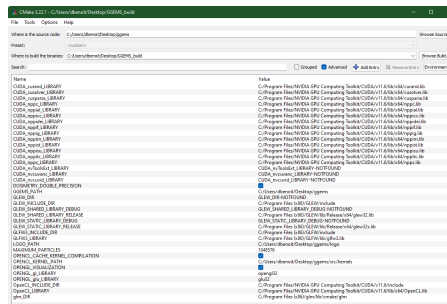 CMake 3.22.1 - C:/Users/dbenoit/Desktop/GGEMS_build
File Tools Options Help
Where is the source code: C:/Users/dbenoit/Desktop/ggems Browse Source
Preset: <custom>
Where to build the binaries: C:/Users/dbenoit/Desktop/GGEMS_build Browse Build
Search: Grouped Advanced Add Entry Remove Entry Environment
Name Value
CUDA_curand_LIBRARY C:/Program Files/NVIDIA GPU Computing Toolkit/CUDA/v11.6/lib/x64/curand.lib
CUDA_cusolver_LIBRARY C:/Program Files/NVIDIA GPU Computing Toolkit/CUDA/v11.6/lib/x64/cusolver.lib
CUDA_cusparse_LIBRARY C:/Program Files/NVIDIA GPU Computing Toolkit/CUDA/v11.6/lib/x64/cusparse.lib
CUDA_nppc_LIBRARY C:/Program Files/NVIDIA GPU Computing Toolkit/CUDA/v11.6/lib/x64/nppc.lib
CUDA_nppial_LIBRARY C:/Program Files/NVIDIA GPU Computing Toolkit/CUDA/v11.6/lib/x64/nppial.lib
CUDA_nppicc_LIBRARY C:/Program Files/NVIDIA GPU Computing Toolkit/CUDA/v11.6/lib/x64/nppicc.lib
CUDA_nppidei_LIBRARY C:/Program Files/NVIDIA GPU Computing Toolkit/CUDA/v11.6/lib/x64/nppidei.lib
CUDA_nppif_LIBRARY C:/Program Files/NVIDIA GPU Computing Toolkit/CUDA/v11.6/lib/x64/nppif.lib
CUDA_nppig_LIBRARY C:/Program Files/NVIDIA GPU Computing Toolkit/CUDA/v11.6/lib/x64/nppig.lib
CUDA_nppim_LIBRARY C:/Program Files/NVIDIA GPU Computing Toolkit/CUDA/v11.6/lib/x64/nppim.lib
CUDA_nppist_LIBRARY C:/Program Files/NVIDIA GPU Computing Toolkit/CUDA/v11.6/lib/x64/nppist.lib
CUDA_nppisu_LIBRARY C:/Program Files/NVIDIA GPU Computing Toolkit/CUDA/v11.6/lib/x64/nppisu.lib
CUDA_nppitc_LIBRARY C:/Program Files/NVIDIA GPU Computing Toolkit/CUDA/v11.6/lib/x64/nppitc.lib
CUDA_npps_LIBRARY C:/Program Files/NVIDIA GPU Computing Toolkit/CUDA/v11.6/lib/x64/npps.lib
CUDA_nvToolsExt_LIBRARY CUDA_nvToolsExt_LIBRARY-NOTFOUND
CUDA_nvcuvenc_LIBRARY CUDA_nvcuvenc_LIBRARY-NOTFOUND
CUDA_nvcuvid_LIBRARY CUDA_nvcuvid_LIBRARY-NOTFOUND
DOSIMETRY_DOUBLE_PRECISION
GGEMS_PATH C:/Users/dbenoit/Desktop/ggems
GLEW_DIR GLEW_DIR-NOTFOUND
GLEW_INCLUDE_DIR C:/Program Files (x86)/GLEW/include
GLEW_SHARED_LIBRARY_DEBUG GLEW_SHARED_LIBRARY_DEBUG-NOTFOUND
GLEW_SHARED_LIBRARY_RELEASE C:/Program Files (x86)/GLEW/lib/Release/x64/glew32.lib
GLEW_STATIC_LIBRARY_DEBUG GLEW_STATIC_LIBRARY_DEBUG-NOTFOUND
GLEW_STATIC_LIBRARY_RELEASE C:/Program Files (x86)/GLEW/lib/Release/x64/glew32s.lib
GLFW3_INCLUDE_DIR C:/Program Files (x86)/GLFW/include
GLFW3_LIBRARY C:/Program Files (x86)/GLFW/lib/glfw3.lib
LOGO_PATH C:/Users/dbenoit/Desktop/ggems/logo
MAXIMUM_PARTICLES 1048576
OPENCL_CACHE_KERNEL_COMPILATION
OPENCL_KERNEL_PATH C:/Users/dbenoit/Desktop/ggems/src/kernels
OPENGL_VISUALIZATION
OPENGL_gl_LIBRARY opengl32
OPENGL_glu_LIBRARY glu32
OpenCL_INCLUDE_DIR C:/Program Files/NVIDIA GPU Computing Toolkit/CUDA/v11.6/include
OpenCL_LIBRARY C:/Program Files/NVIDIA GPU Computing Toolkit/CUDA/v11.6/lib/x64/OpenCL.lib
glm_DIR C:/Program Files (x86)/glm/lib/cmake/glm